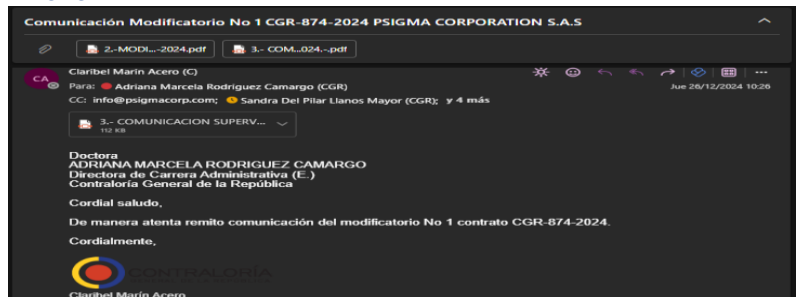 Comunicación Modificatorio No 1 CGR-874-2024 PSIGMA CORPORATION S.A.S
2.-MODI...-2024.pdf 3.- COM...024.-.pdf
CA
Claribel Marin Acero (C)
Para: Adriana Marcela Rodriguez Camargo (CGR)
Jue 26/12/2024 10:26
CC: info@psigmacorp.com; Sandra Del Pilar Llanos Mayor (CGR); y 4 más
3.- COMUNICACION SUPERV...
112 KB
Doctora
ADRIANA MARCELA RODRIGUEZ CAMARGO
Directora de Carrera Administrativa (E.)
Contraloría General de la República
Cordial saludo,
De manera atenta remito comunicación del modificatorio No 1 contrato CGR-874-2024.
Cordialmente,
CONTRALORÍA
Claribel Marín Acero